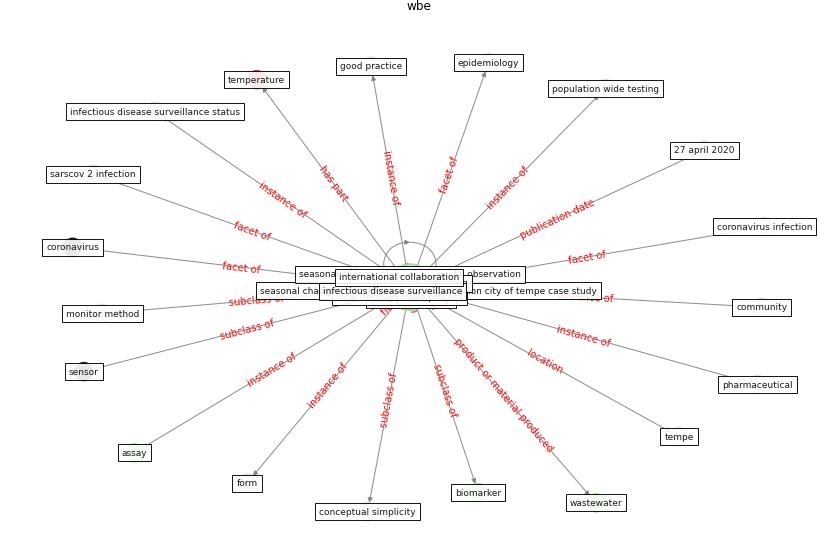 wbe
good practice
epidemiology
temperature
population wide testing
infectious disease surveillance status
27 april 2020
sarscov 2 infection
coronavirus infection
coronavirus
has part
instance of
facet of
instance of
instance of
publication date
facet of
facet of
facet of
seasona
observation
international collaboration
seasonal cha
infectious disease surveillance
on city of tempe case study
monitor method
subclass of
of
community
sensor
subclass of
instance of
pharmaceutical
instance of
instance of
subclass of
subclass of
product or material produced
location
tempe
assay
form
biomarker
wastewater
conceptual simplicity